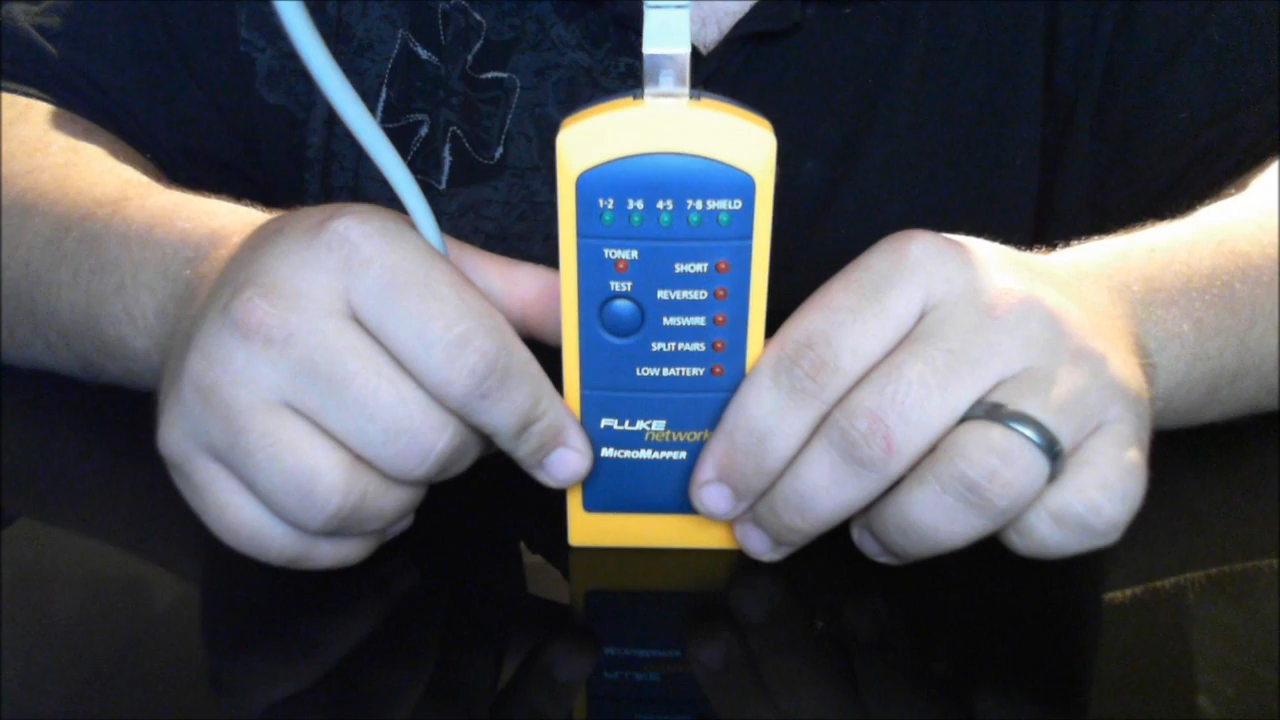 1-2 3-6 4-5 7-8 SHIELD
TONER
SHORT
TEST
REVERSED
MISWIRE
SPLIT PAIRS
LOW BATTERY
FLUKE
network
MICROMAPPER